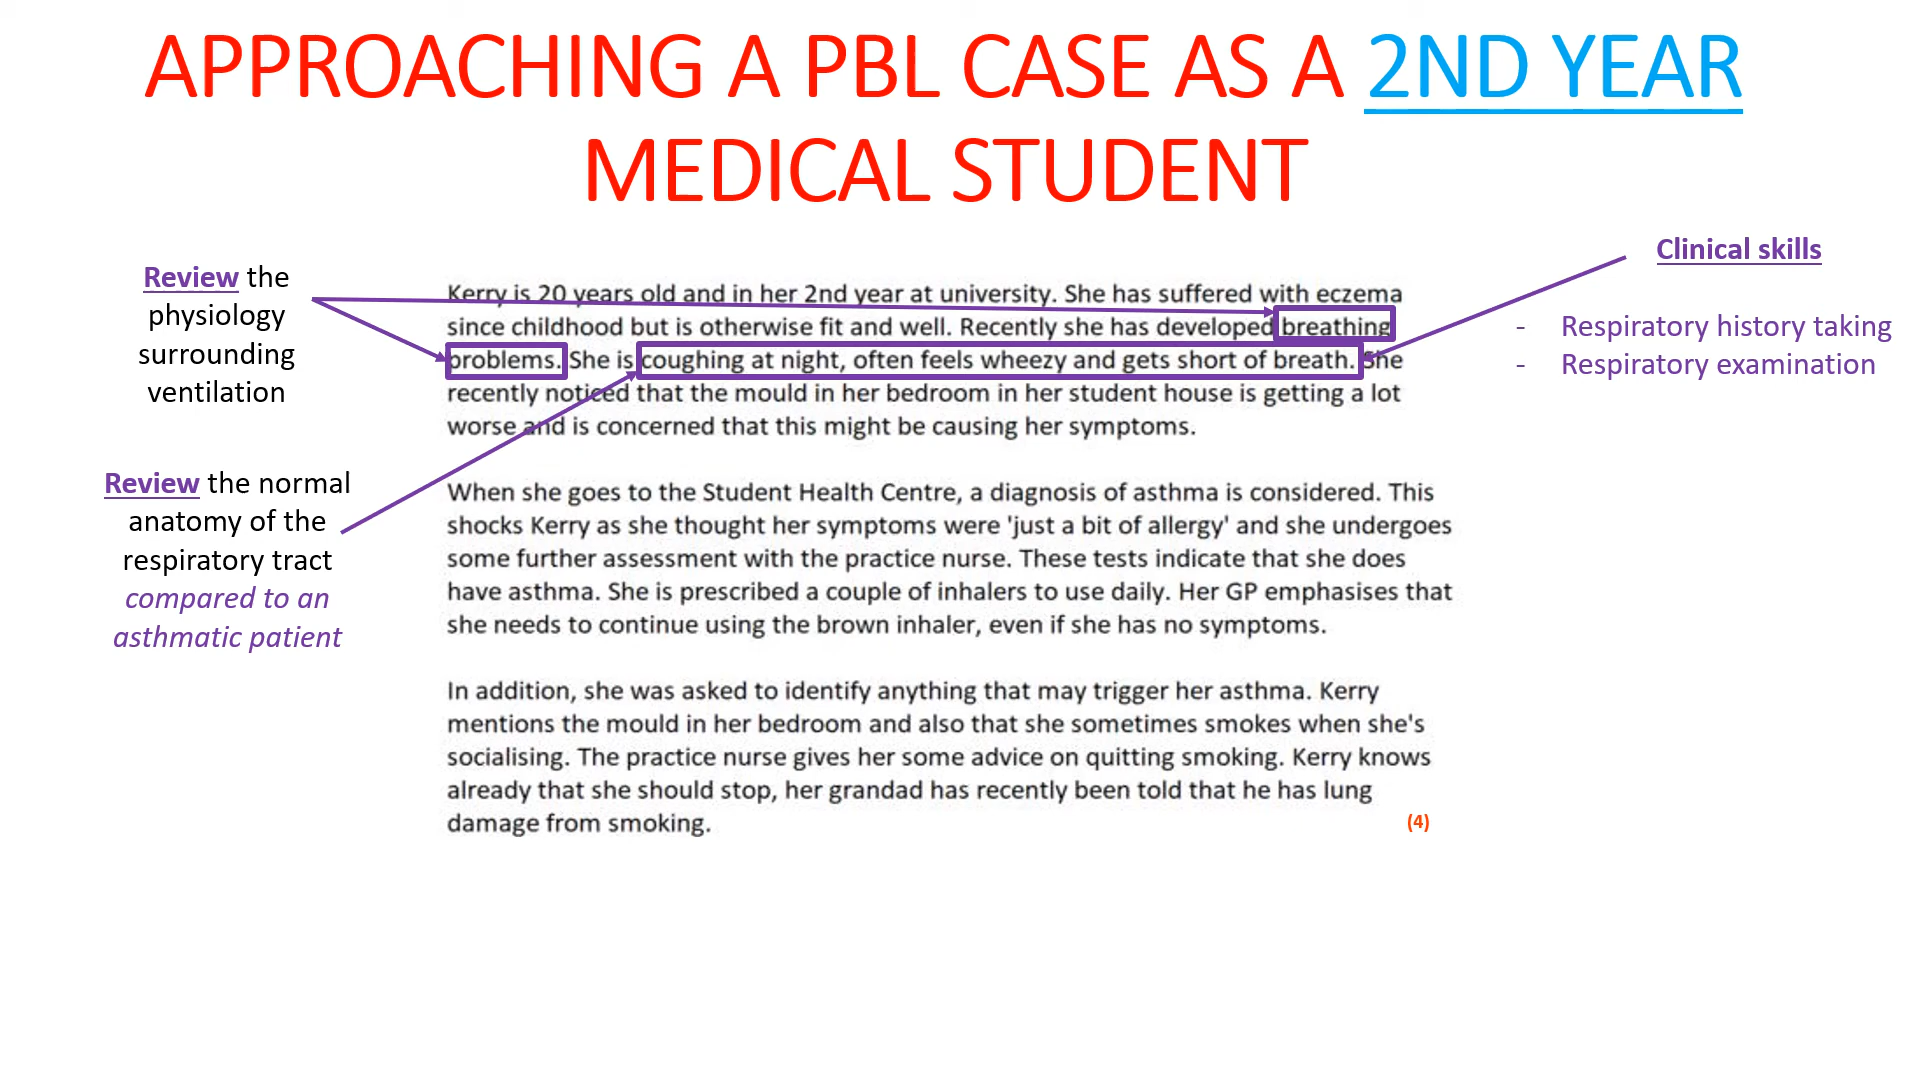 APPROACHING A PBL CASE AS A 2ND YEAR
MEDICAL STUDENT
Review the
physiology
surrounding
ventilation
Review the normal
anatomy of the
respiratory tract
compared to an
asthmatic patient
Kerry is 20 years old and in her 2nd year at university. She has suffered with eczema
since childhood but is otherwise fit and well. Recently she has developed breathing
problems. She is coughing at night, often feels wheezy and gets short of breath. She
recently noticed that the mould in her bedroom in her student house is getting a lot
worse and is concerned that this might be causing her symptoms.
When she goes to the Student Health Centre, a diagnosis of asthma is considered. This
shocks Kerry as she thought her symptoms were 'just a bit of allergy' and she undergoes
some further assessment with the practice nurse. These tests indicate that she does
have asthma. She is prescribed a couple of inhalers to use daily. Her GP emphasises that
she needs to continue using the brown inhaler, even if she has no symptoms.
In addition, she was asked to identify anything that may trigger her asthma. Kerry
mentions the mould in her bedroom and also that she sometimes smokes when she's
socialising. The practice nurse gives her some advice on quitting smoking. Kerry knows
already that she should stop, her grandad has recently been told that he has lung
damage from smoking.
(4)
Clinical skills
- Respiratory history taking
- Respiratory examination